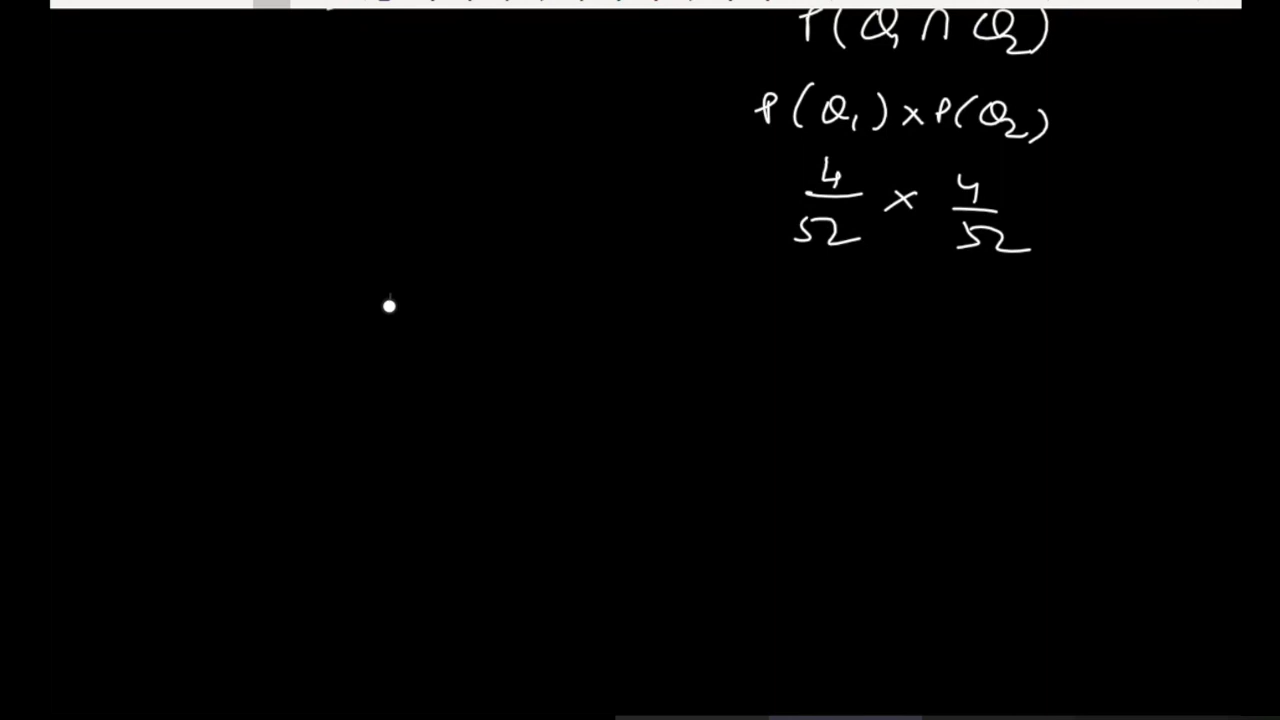 P(Q₁ ∩ Q₂)
P(Q₁) × P(Q₂)
4/52 × 4/52